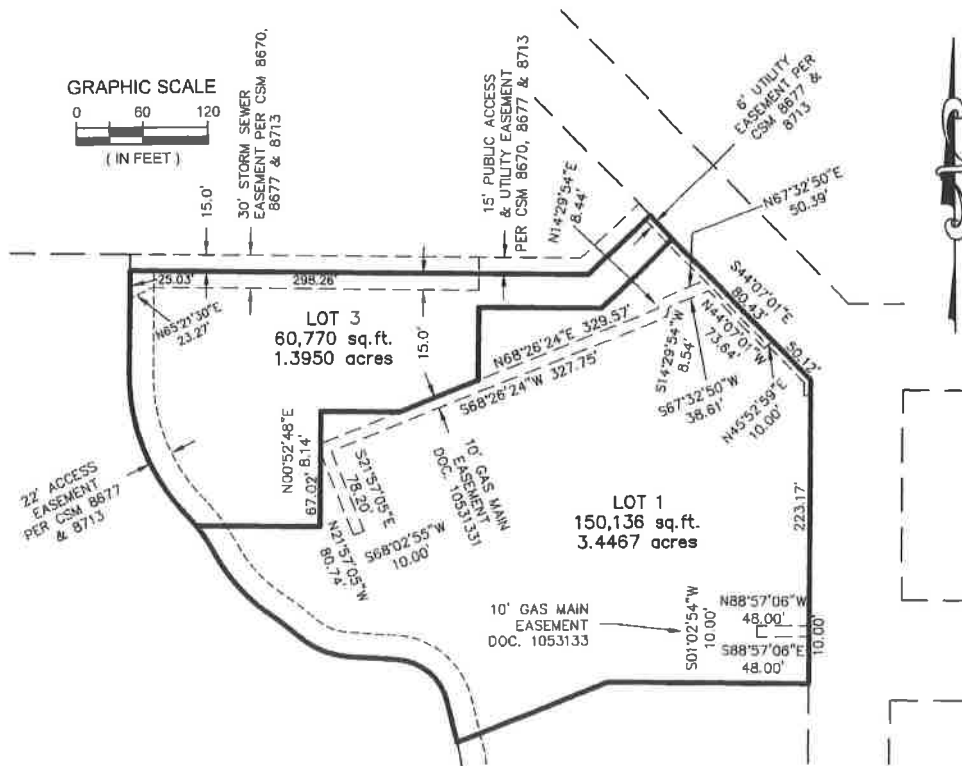 GRAPHIC SCALE
0 60 120
( IN FEET )
15.0'
30' STORM SEWER
EASEMENT PER CSM 8670,
8677 & 8713
15' PUBLIC ACCESS
& UTILITY EASEMENT
PER CSM 8670, 8677 & 8713
6' UTILITY
EASEMENT PER
CSM 8677 &
8713
N14°29'54"E
8.44'
N67°32'50"E
50.39'
25.03'
298.26'
N65°21'30"E
23.27'
LOT 3
60,770 sq.ft.
1.3950 acres
15.0'
N68°26'24"E 329.57'
S68°26'24"W 327.75'
S44°07'01"E
80.43'
N44°07'01"W
73.64'
50.12'
S14°29'54"W
8.54'
S67°32'50"W
38.61'
N45°52'59"E
10.00'
22' ACCESS
EASEMENT
PER CSM 8677
& 8713
N00°52'48"E
67.02' 8.14'
S21°57'05"E
78.20'
N21°57'05"W
80.74'
S68°02'55"W
10.00'
10' GAS MAIN
EASEMENT
DOC. 1053133
LOT 1
150,136 sq.ft.
3.4467 acres
223.17'
10' GAS MAIN
EASEMENT
DOC. 1053133
S01°02'54"W
10.00'
N88°57'06"W
48.00'
S88°57'06"E
48.00'
10.00'